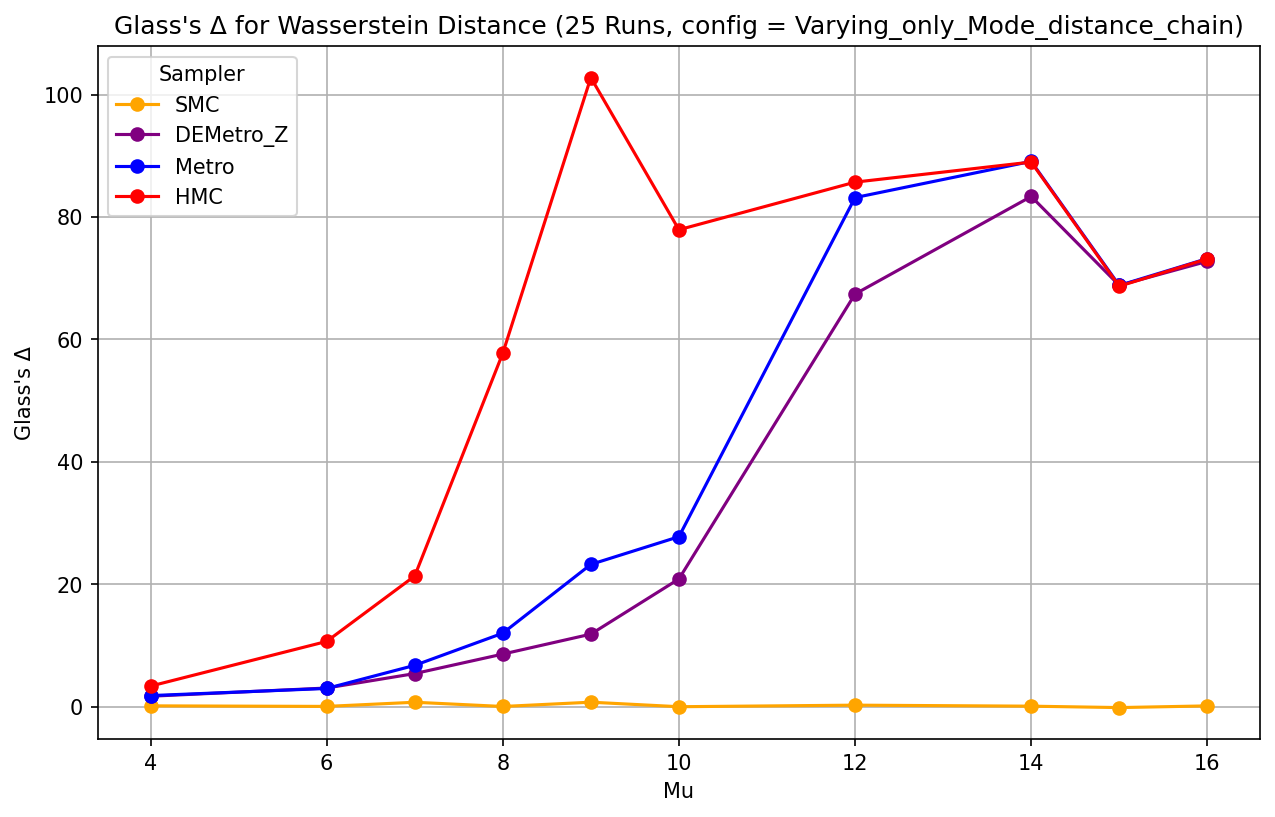 Glass's Δ for Wasserstein Distance (25 Runs, config = Varying_only_Mode_distance_chain)
Sampler
SMC
DEMetro_Z
Metro
HMC
100
80
60
40
20
0
Glass's Δ
4 6 8 10 12 14 16
Mu